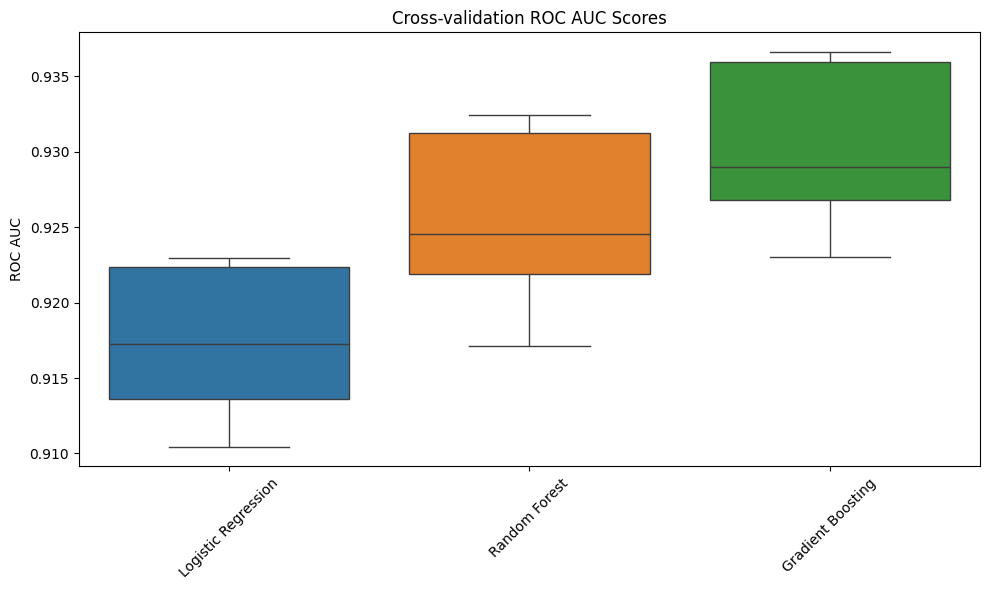 Cross-validation ROC AUC Scores
ROC AUC
0.935
0.930
0.925
0.920
0.915
0.910
Logistic Regression
Random Forest
Gradient Boosting